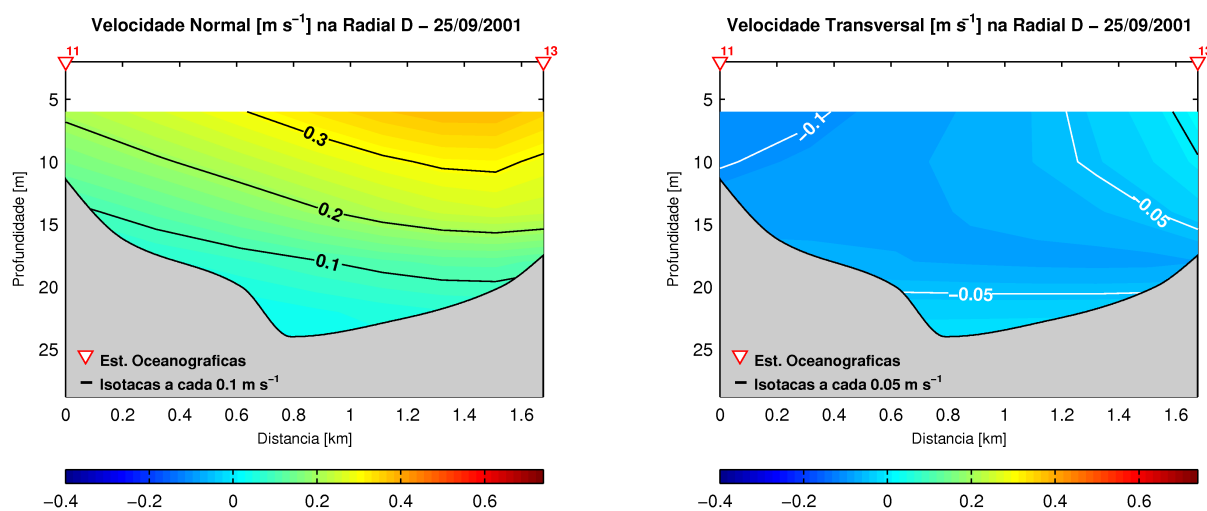 Velocidade Normal [m s−1] na Radial D − 25/09/2001
11
13
5
10
15
20
25
Profundidade [m]
0.3
0.2
0.1
Est. Oceanograficas
Isotacas a cada 0.1 m s−1
0 0.2 0.4 0.6 0.8 1 1.2 1.4 1.6
Distancia [km]
−0.4 −0.2 0 0.2 0.4 0.6
Velocidade Transversal [m s−1] na Radial D − 25/09/2001
11
13
5
10
15
20
25
Profundidade [m]
−0.1
−0.05
−0.05
Est. Oceanograficas
Isotacas a cada 0.05 m s−1
0 0.2 0.4 0.6 0.8 1 1.2 1.4 1.6
Distancia [km]
−0.4 −0.2 0 0.2 0.4 0.6